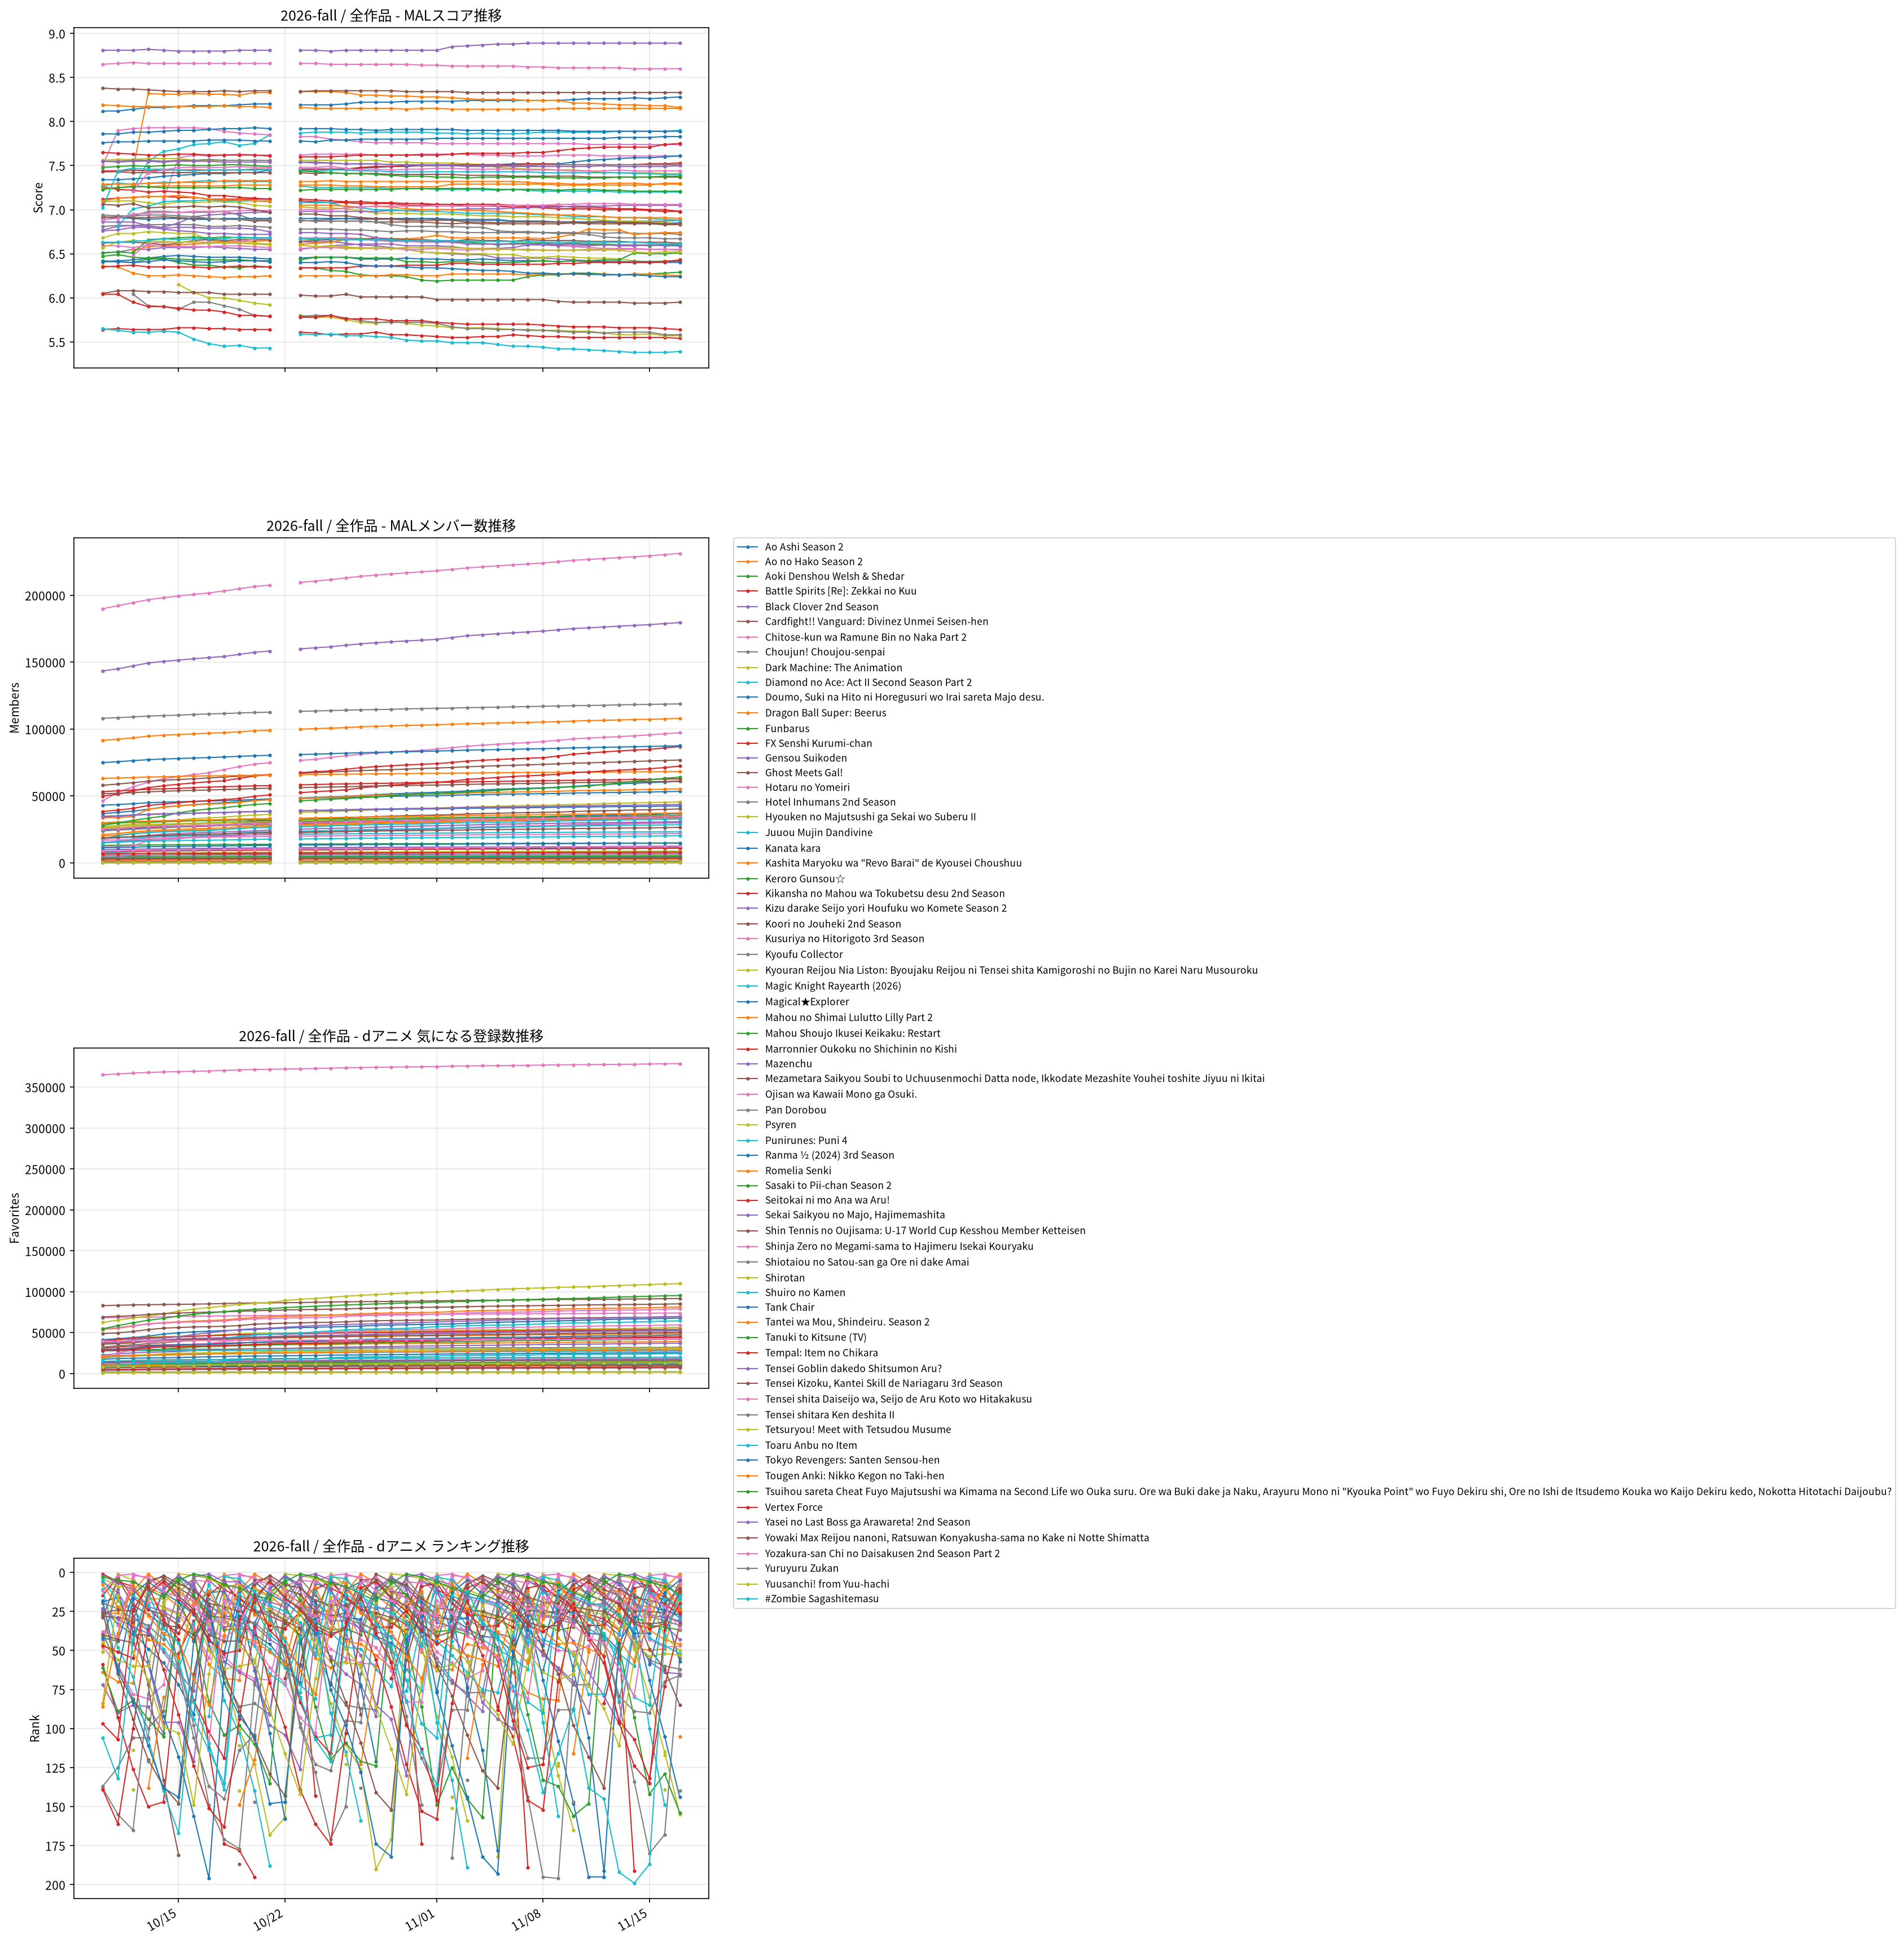 2026-fall / 全作品 - MALスコア推移
9.0
8.5
8.0
7.5
7.0
6.5
6.0
5.5
Score
2026-fall / 全作品 - MALメンバー数推移
200000
150000
100000
50000
0
Members
Ao Ashi Season 2
Ao no Hako Season 2
Aoki Denshou Welsh & Shedar
Battle Spirits [Re]: Zekkai no Kuu
Black Clover 2nd Season
Cardfight!! Vanguard: Divinez Unmei Seisen-hen
Chitose-kun wa Ramune Bin no Naka Part 2
Choujun! Choujou-senpai
Dark Machine: The Animation
Diamond no Ace: Act II Second Season Part 2
Doumo, Suki na Hito ni Horegusuri wo Irai sareta Majo desu.
Dragon Ball Super: Beerus
Funbarus
FX Senshi Kurumi-chan
Gensou Suikoden
Ghost Meets Gal!
Hotaru no Yomeiri
Hotel Inhumans 2nd Season
Hyouken no Majutsushi ga Sekai wo Suberu II
Juuou Mujin Dandivine
Kanata kara
Kashita Maryoku wa "Revo Barai" de Kyousei Choushuu
Keroro Gunsou☆
Kikansha no Mahou wa Tokubetsu desu 2nd Season
Kizu darake Seijo yori Houfuku wo Komete Season 2
Koori no Jouheki 2nd Season
Kusuriya no Hitorigoto 3rd Season
Kyoufu Collector
Kyouran Reijou Nia Liston: Byoujaku Reijou ni Tensei shita Kamigoroshi no Bujin no Karei Naru Musouroku
Magic Knight Rayearth (2026)
Magical★Explorer
Mahou no Shimai Lulutto Lilly Part 2
Mahou Shoujo Ikusei Keikaku: Restart
Marronnier Oukoku no Shichinin no Kishi
Mazenchu
Mezametara Saikyou Soubi to Uchuusenmochi Datta node, Ikkodate Mezashite Youhei toshite Jiyuu ni Ikitai
Ojisan wa Kawaii Mono ga Osuki.
Pan Dorobou
Psyren
Punirunes: Puni 4
Ranma ½ (2024) 3rd Season
Romelia Senki
Sasaki to Pii-chan Season 2
Seitokai ni mo Ana wa Aru!
Sekai Saikyou no Majo, Hajimemashita
Shin Tennis no Oujisama: U-17 World Cup Kesshou Member Ketteisen
Shinja Zero no Megami-sama to Hajimeru Isekai Kouryaku
Shiotaiou no Satou-san ga Ore ni dake Amai
Shirotan
Shuiro no Kamen
Tank Chair
Tantei wa Mou, Shindeiru. Season 2
Tanuki to Kitsune (TV)
Tempal: Item no Chikara
Tensei Goblin dakedo Shitsumon Aru?
Tensei Kizoku, Kantei Skill de Nariagaru 3rd Season
Tensei shita Daiseijo wa, Seijo de Aru Koto wo Hitakakusu
Tensei shitara Ken deshita II
Tetsuryou! Meet with Tetsudou Musume
Toaru Anbu no Item
Tokyo Revengers: Santen Sensou-hen
Tougen Anki: Nikko Kegon no Taki-hen
Tsuihou sareta Cheat Fuyo Majutsushi wa Kimama na Second Life wo Ouka suru. Ore wa Buki dake ja Naku, Arayuru Mono ni "Kyouka Point" wo Fuyo Dekiru shi, Ore no Ishi de Itsudemo Kouka wo Kaijo Dekiru kedo, Nokotta Hitotachi Daijoubu?
Vertex Force
Yasei no Last Boss ga Arawareta! 2nd Season
Yowaki Max Reijou nanoni, Ratsuwan Konyakusha-sama no Kake ni Notte Shimatta
Yozakura-san Chi no Daisakusen 2nd Season Part 2
Yuruyuru Zukan
Yuusanchi! from Yuu-hachi
#Zombie Sagashitemasu
2026-fall / 全作品 - dアニメ 気になる登録数推移
350000
300000
250000
200000
150000
100000
50000
0
Favorites
2026-fall / 全作品 - dアニメ ランキング推移
0
25
50
75
100
125
150
175
200
Rank
10/15
10/22
11/01
11/08
11/15